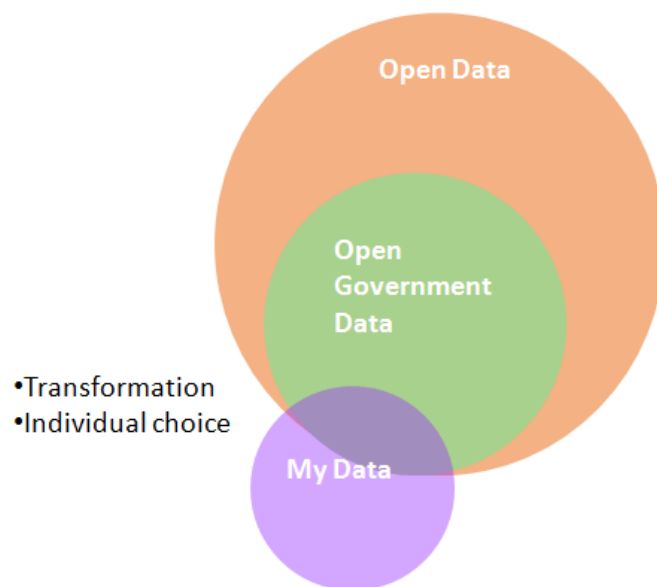 Open Data
Open
Government
Data
•Transformation
•Individual choice
My Data